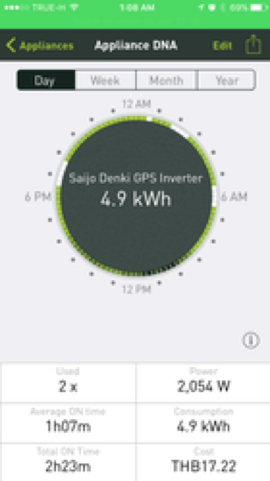 TRUE-H 1:08 AM 69%
Appliances Appliance DNA Edit
Day Week Month Year
12 AM
Saijo Denki GPS Inverter
4.9 kWh
6 PM 6 AM
12 PM
Used Power
2 x 2,054 W
Average ON time Consumption
1h07m 4.9 kWh
Total ON Time Cost
2h23m THB17.22